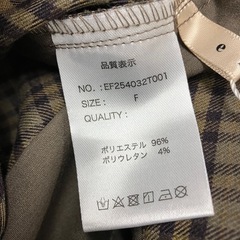 品質表示
NO. :EF254032T001
SIZE: F
QUALITY:
ポリエステル 96%
ポリウレタン 4%
e